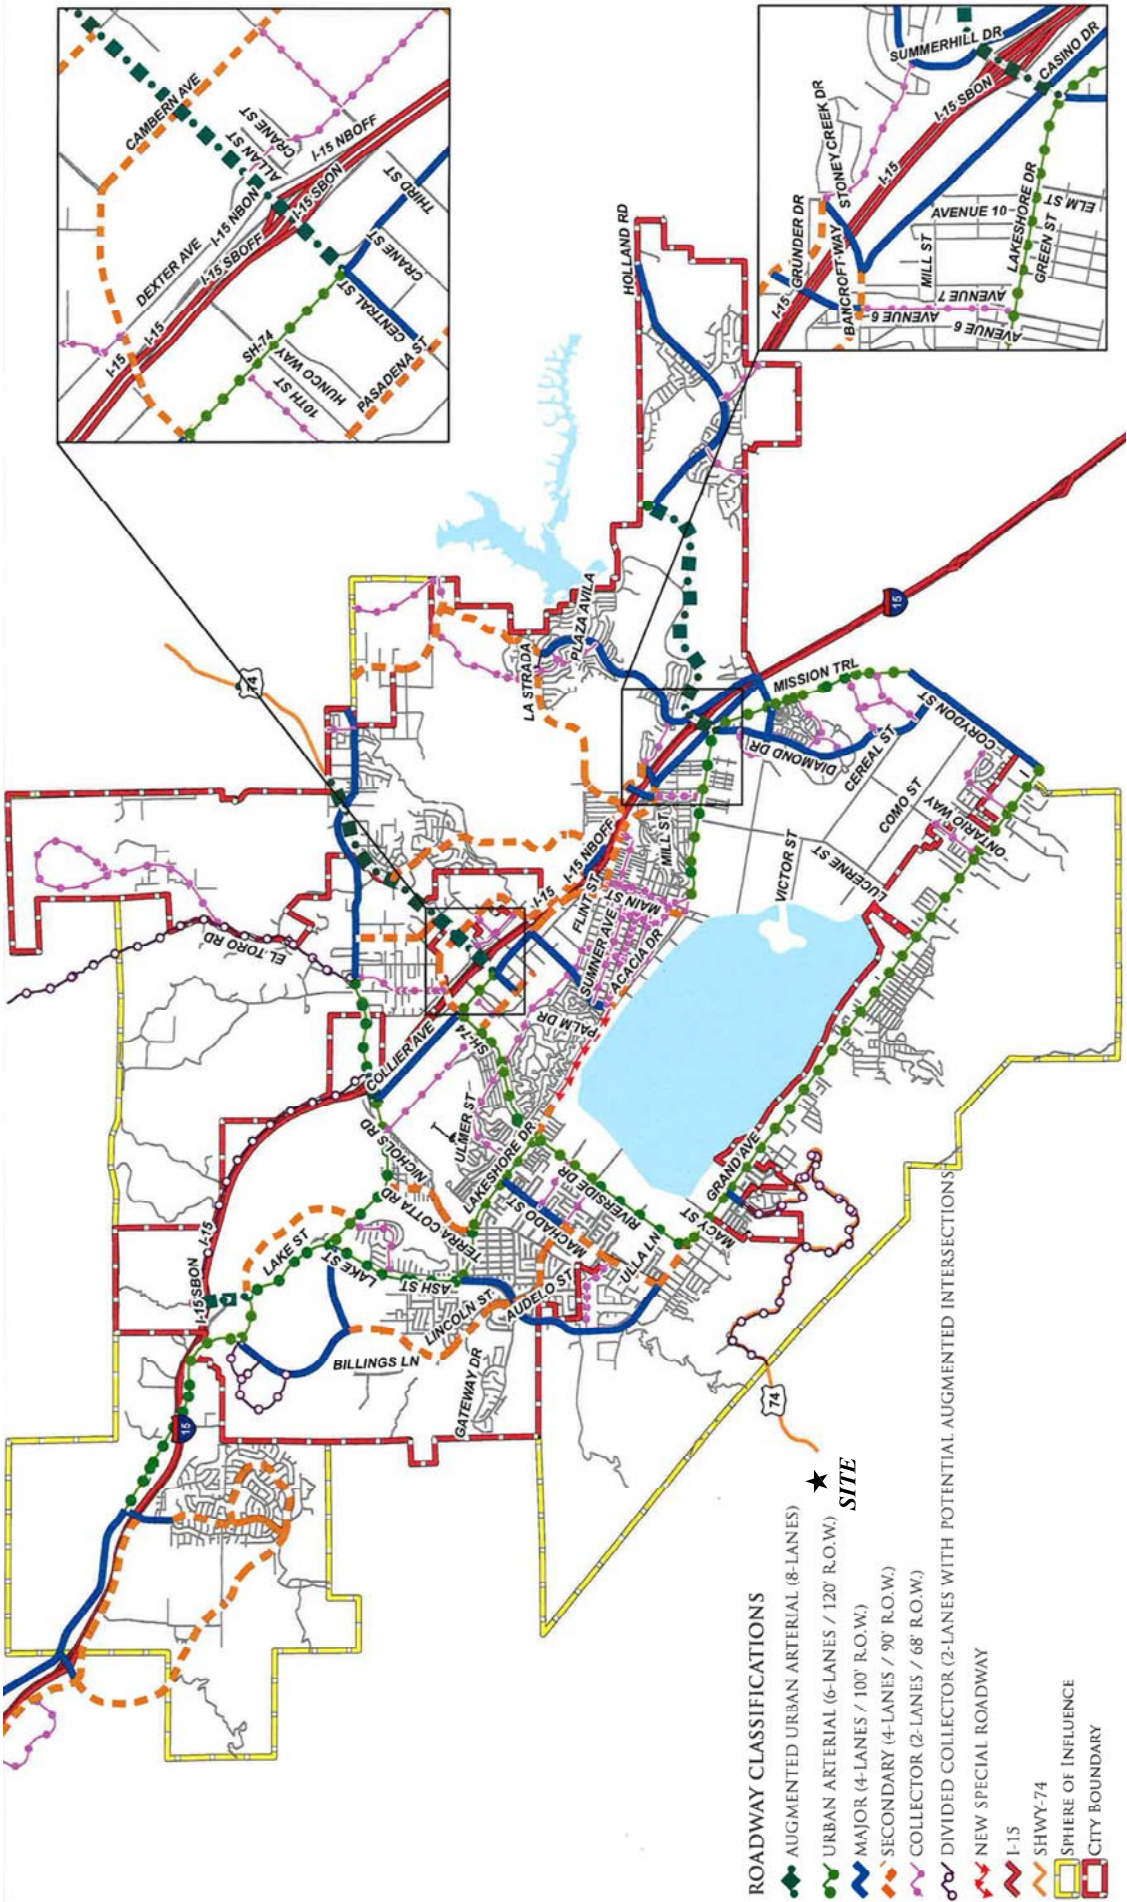 CAMBERN AVE
CRANE ST
ALLAN ST
I-15 NBOFF
I-15 NBON
I-15 SBON
DEXTER AVE
I-15 SBOFF
THIRD ST
CRANE ST
I-15
I-15
CENTRAL ST
SH-74
HUNCO WAY
10TH ST
PASADENA ST
SUMMERHILL DR
CASINO DR
I-15 SBON
STONEY CREEK DR
I-15
GRUNDER DR
BANCROFT WAY
I-15
AVENUE 10
ELM ST
LAKESHORE DR
GREEN ST
MILL ST
AVENUE 7
AVENUE 6
AVENUE 6
HOLLAND RD
74
15
PLAZA AVILA
LA STRADA
MISSION TRL
CORYDON ST
DIAMOND DR
CEREAL ST
COMO ST
ONTARIO WAY
LUCERNE ST
VICTOR ST
MILL ST
I-15 NBOFF
I-15
FLINT ST
MAIN ST
SUMNER AVE
ACACIA DR
PALM DR
EL TORO RD
COLLIER AVE
SH-74
ULMER ST
NICHOLS RD
LAKESHORE DR
TERRA COTTA RD
MACHADO ST
RIVERSIDE DR
GRAND AVE
MACY ST
ULLA LN
I-15
I-15 SBON
LAKE ST
LAKE ST
ASH ST
LINCOLN ST
AUDELO ST
BILLINGS LN
GATEWAY DR
15
74
SITE
ROADWAY CLASSIFICATIONS
AUGMENTED URBAN ARTERIAL (8-LANES)
URBAN ARTERIAL (6-LANES / 120' R.O.W.)
MAJOR (4-LANES / 100' R.O.W.)
SECONDARY (4-LANES / 90' R.O.W.)
COLLECTOR (2-LANES / 68' R.O.W.)
DIVIDED COLLECTOR (2-LANES WITH POTENTIAL AUGMENTED INTERSECTIONS)
NEW SPECIAL ROADWAY
I-15
SHWY-74
SPHERE OF INFLUENCE
CITY BOUNDARY